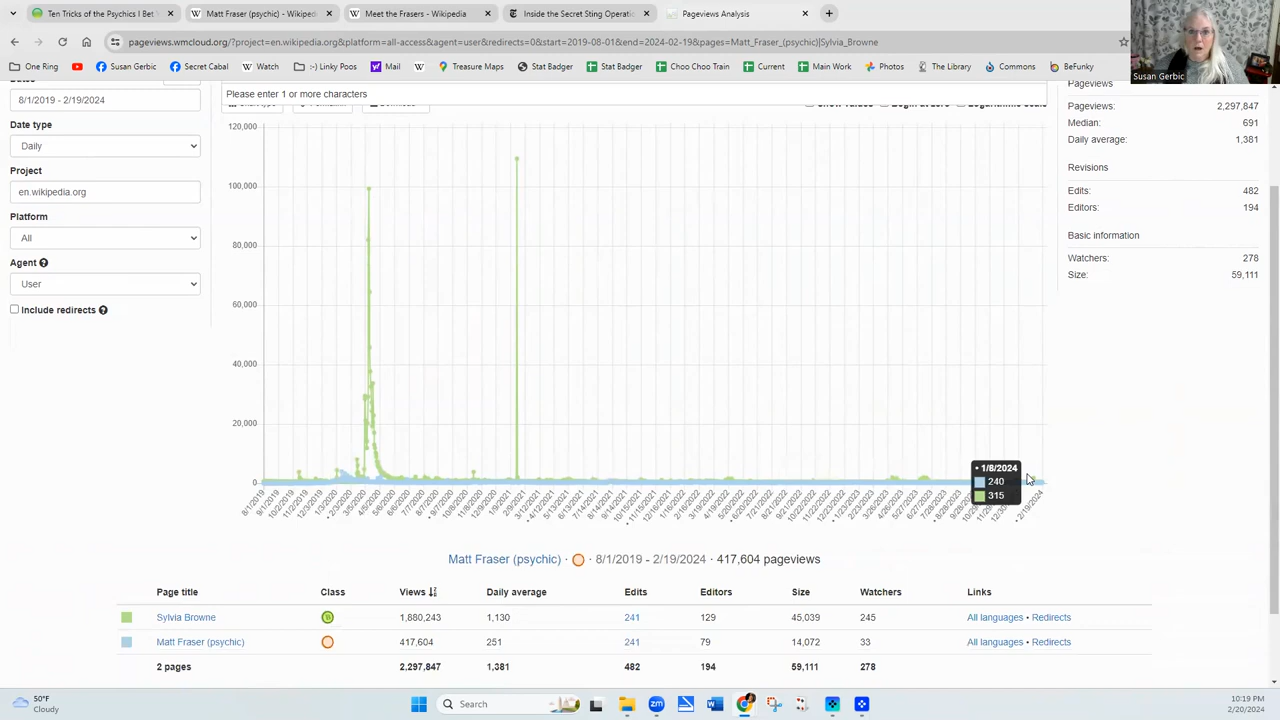 Ten Tricks of the Psychics I Bet Y
Matt Fraser (psychic) - Wikiped
Meet the Frasers - Wikipedia
Inside the Secret Sting Operatio
Pageviews Analysis
pageviews.wmcloud.org/?project=en.wikipedia.org&platform=all-access&agent=user&redirects=0&start=2019-08-01&end=2024-02-19&pages=Matt_Fraser_(psychic)|Sylvia_Browne
One Ring
Susan Gerbic
Secret Cabal
Watch
() -Linky Poos
Mail
Treasure Maps
Stat Badger
Stat Badger
Choo Choo Train
Current
Main Work
Photos
The Library
Commons
BeFunky
Susan Gerbic
Dates
8/1/2019 - 2/19/2024
Date type
Daily
Project
en.wikipedia.org
Platform
All
Agent
User
Include redirects
Please enter 1 or more characters
120,000
100,000
80,000
60,000
40,000
20,000
0
• 1/8/2024
240
315
Pageviews
Pageviews: 2,297,847
Median: 691
Daily average: 1,381
Revisions
Edits: 482
Editors: 194
Basic information
Watchers: 278
Size: 59,111
Matt Fraser (psychic) · 8/1/2019 - 2/19/2024 · 417,604 pageviews
Page title Class Views Daily average Edits Editors Size Watchers Links
Sylvia Browne 1,880,243 1,130 241 129 45,039 245 All languages • Redirects
Matt Fraser (psychic) 417,604 251 241 79 14,072 33 All languages • Redirects
2 pages 2,297,847 1,381 482 194 59,111 278
50°F
Cloudy
Search
10:19 PM
2/20/2024